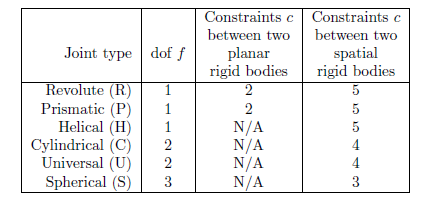 Joint type | dof f | Constraints c between two planar rigid bodies | Constraints c between two spatial rigid bodies
Revolute (R) | 1 | 2 | 5
Prismatic (P) | 1 | 2 | 5
Helical (H) | 1 | N/A | 5
Cylindrical (C) | 2 | N/A | 4
Universal (U) | 2 | N/A | 4
Spherical (S) | 3 | N/A | 3